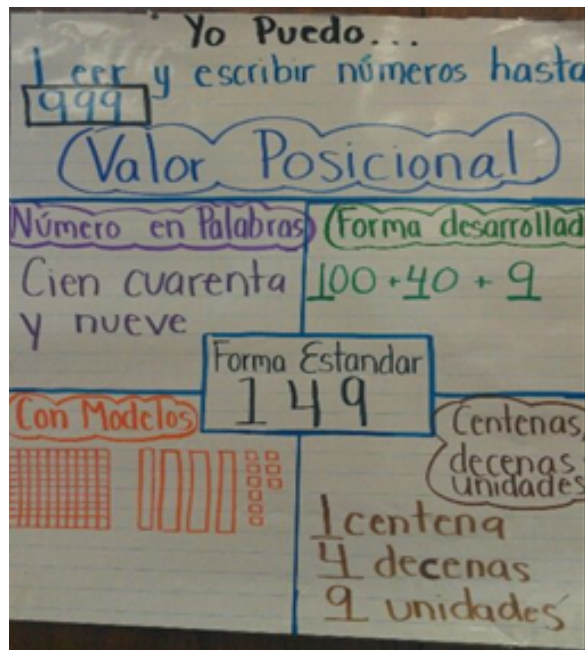 Yo Puedo...
Leer y escribir números hasta
999
Valor Posicional
Número en Palabras
Cien cuarenta
y nueve
Forma desarrollad
100 + 40 + 9
Forma Estandar
149
Con Modelos
Centenas,
decenas
unidades
1 centena
4 decenas
9 unidades